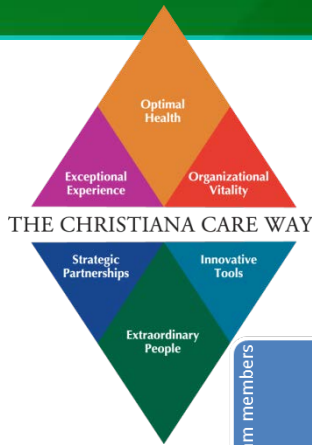 Optimal
Health
Exceptional
Experience
Organizational
Vitality
THE CHRISTIANA CARE WAY
Strategic
Partnerships
Innovative
Tools
Extraordinary
People
members